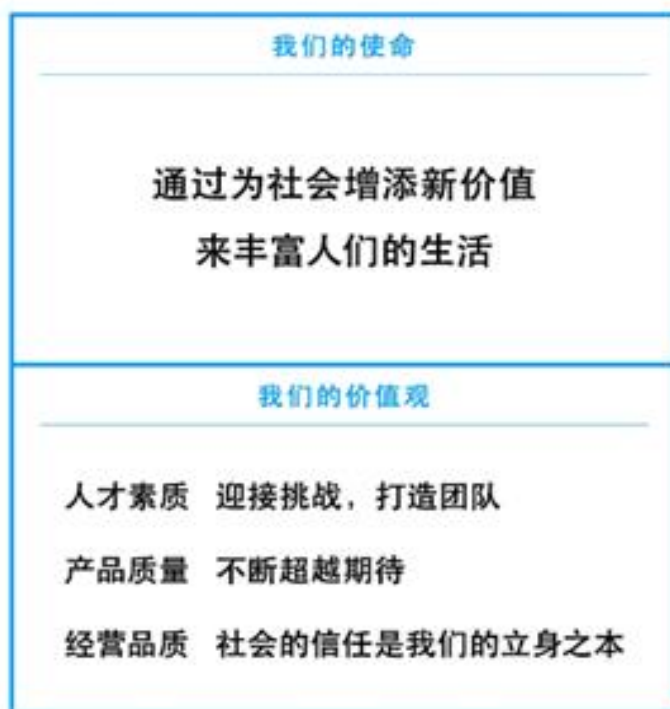 我们的使命
通过为社会增添新价值
来丰富人们的生活
我们的价值观
人才素质 迎接挑战，打造团队
产品质量 不断超越期待
经营品质 社会的信任是我们的立身之本